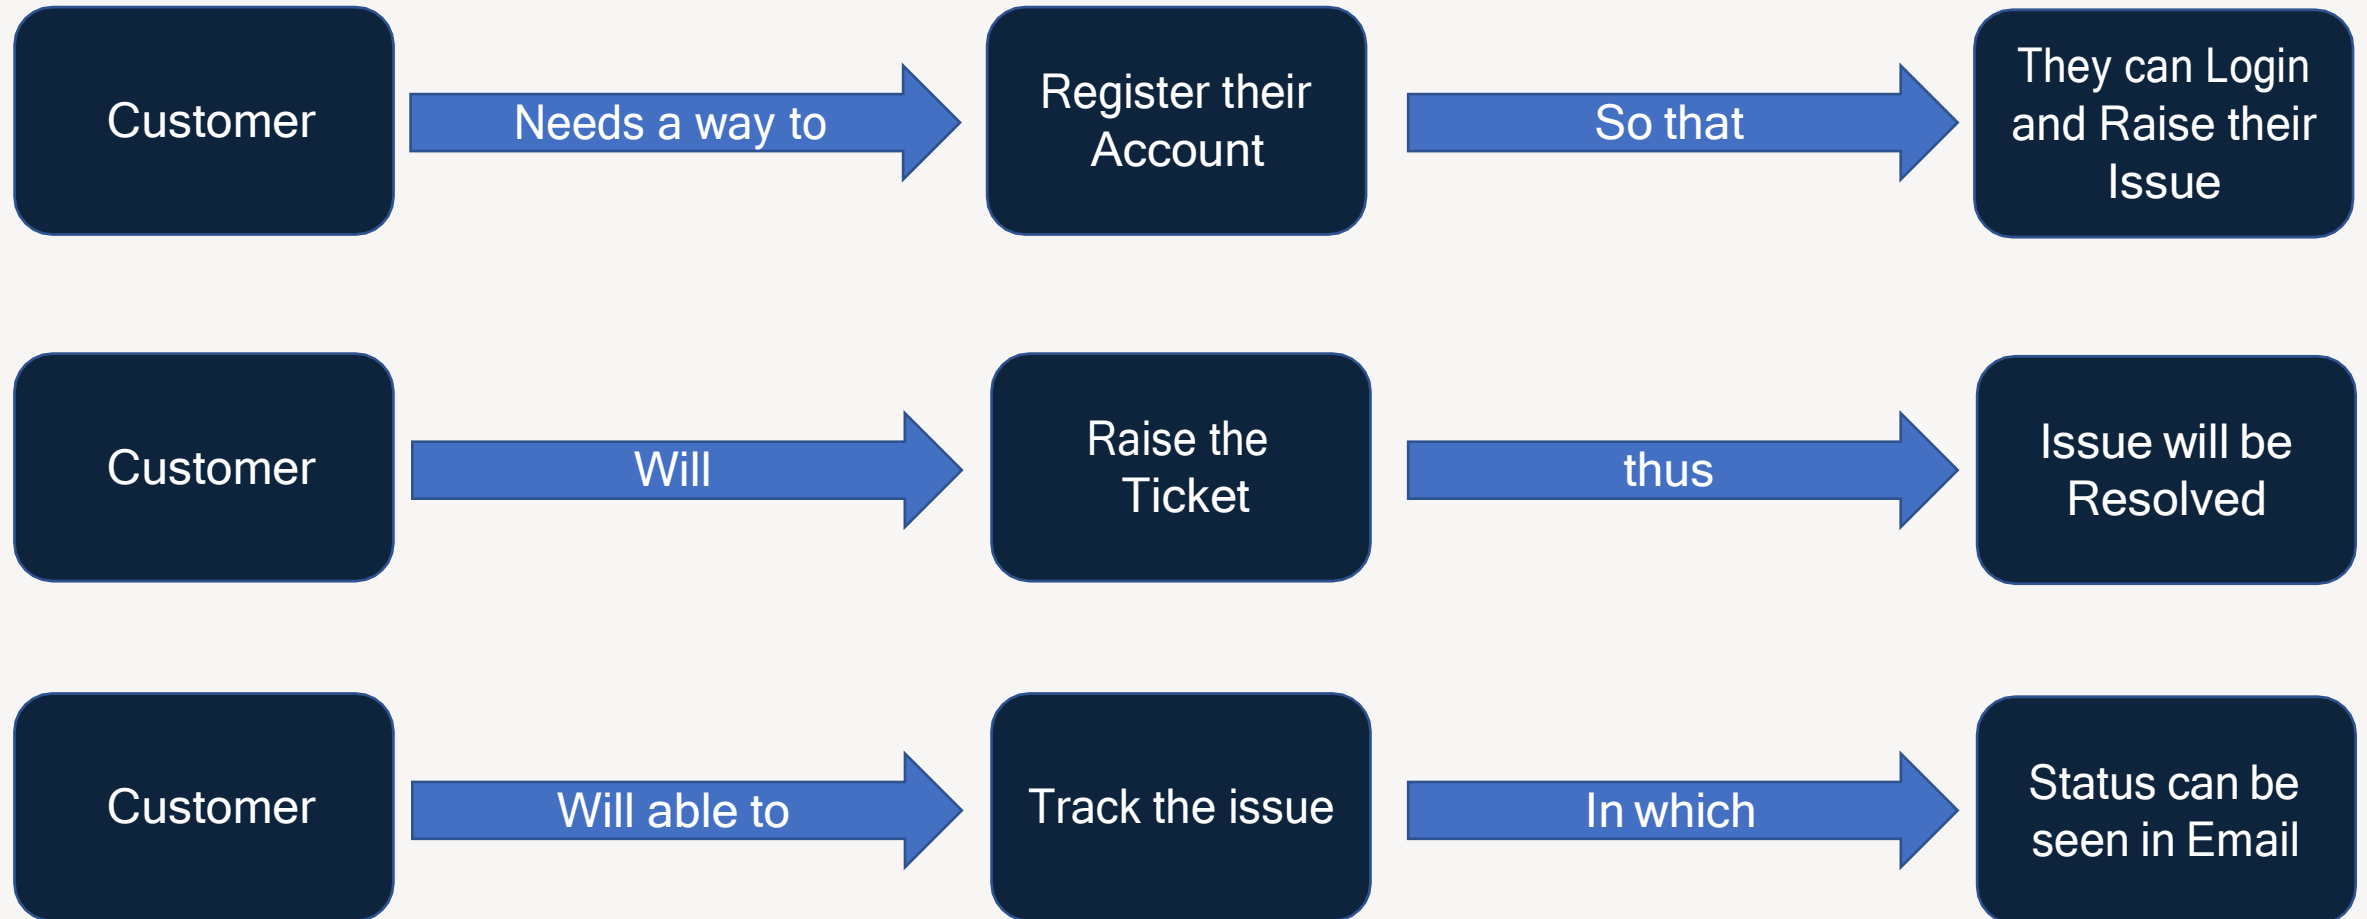 Customer
Needs a way to
Register their
Account
So that
They can Login
and Raise their
Issue
Customer
Will
Raise the
Ticket
thus
Issue will be
Resolved
Customer
Will able to
Track the issue
In which
Status can be
seen in Email